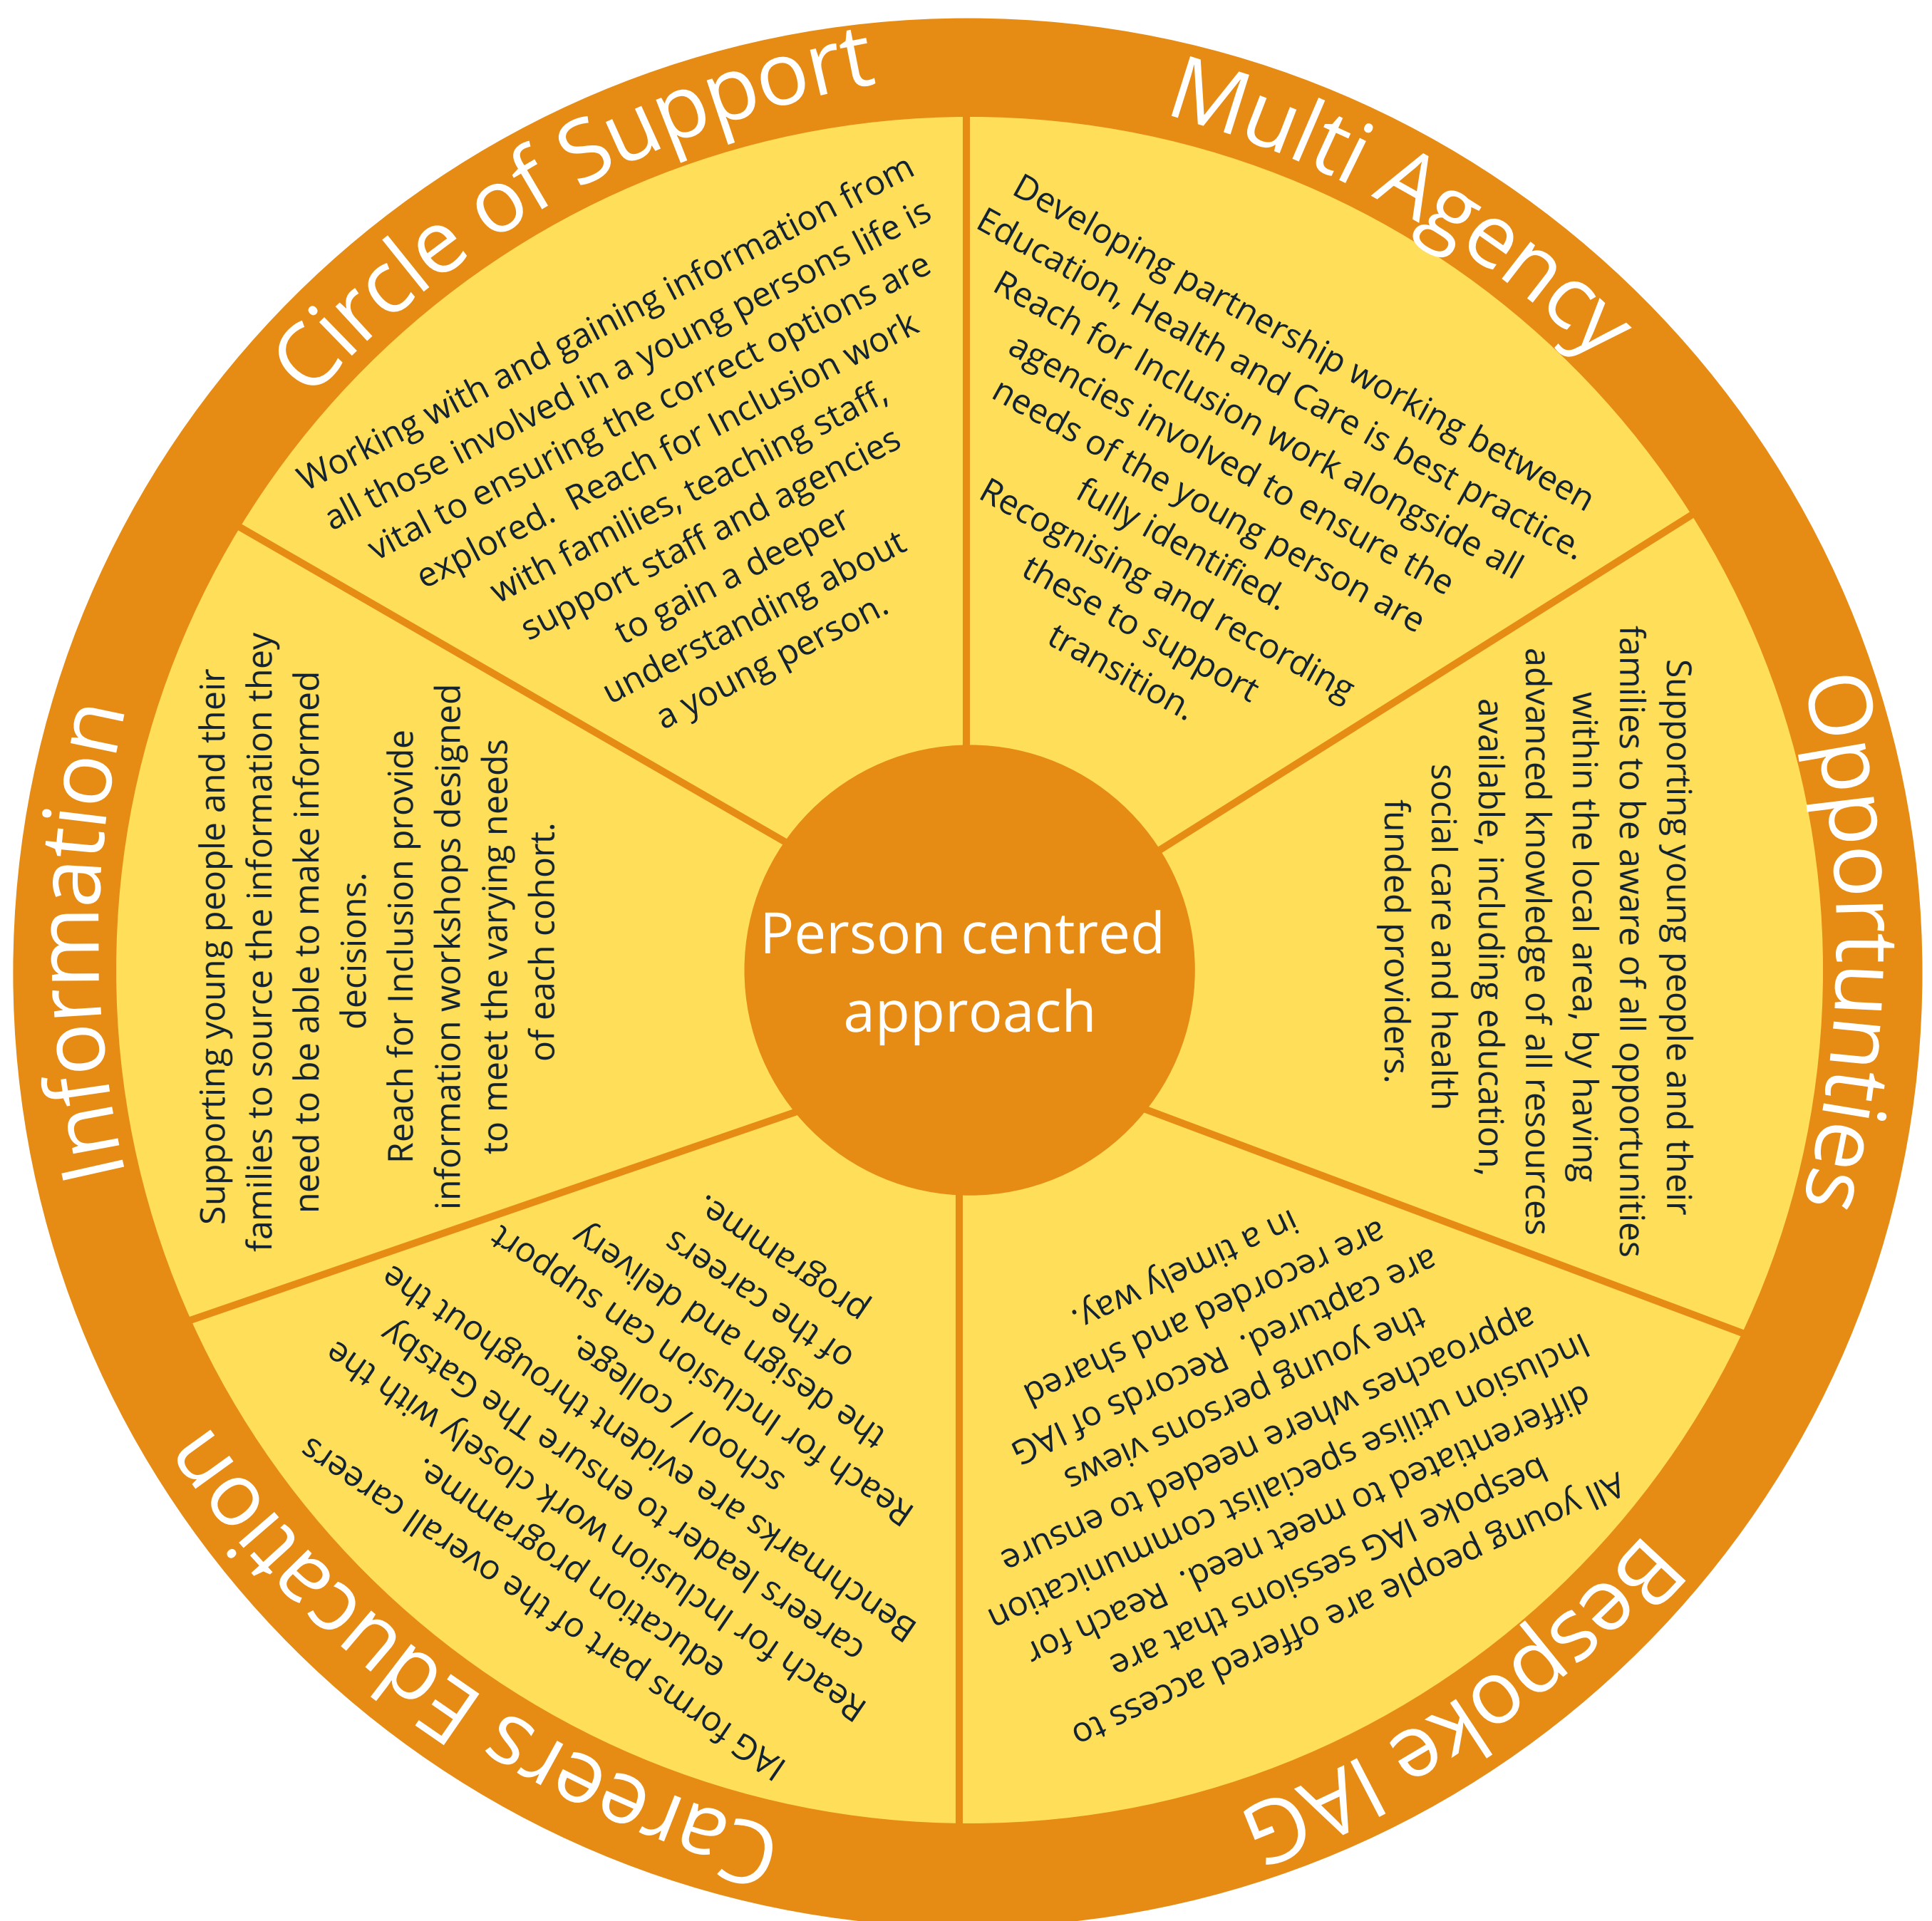 Circle of Support
Working with and gaining information from
all those involved in a young persons life is
vital to ensuring the correct options are
explored. Reach for Inclusion work
with families, teaching staff,
support staff and agencies
to gain a deeper
understanding about
a young person.
Multi Agency
Developing partnership working between
Education, Health and Care is best practice.
Reach for Inclusion work alongside all
agencies involved to ensure the
needs of the young person are
fully identified.
Recognising and recording
these to support
transition.
Opportunties
Supporting young people and their
families to be aware of all opportunities
within the local area, by having
advanced knowledge of all resources
available, including education,
social care and health
funded providers.
Bespoke IAG
All young people are offered access to
bespoke IAG sessions that are
differentiated to meet need. Reach for
Inclusion utilise specialist communication
approaches where needed to ensure
the young persons views
are captured. Records of IAG
are recorded and shared
in a timely way.
Careers Education
IAG forms part of the overall careers
education programme.
Reach for Inclusion work closely with the
careers leader to ensure The Gatsby
Benchmarks are evident throughout the
school / college.
Reach for Inclusion can support
the design and delivery
of the careers
programme.
Information
Supporting young people and their
families to source the information they
need to be able to make informed
decisions.
Reach for Inclusion provide
information workshops designed
to meet the varying needs
of each cohort.
Person centred
approach